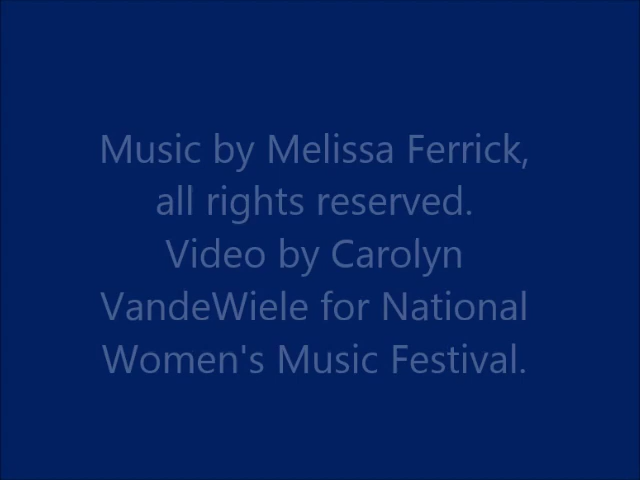 Music by Melissa Ferrick,
all rights reserved.
Video by Carolyn
VandeWiele for National
Women's Music Festival.